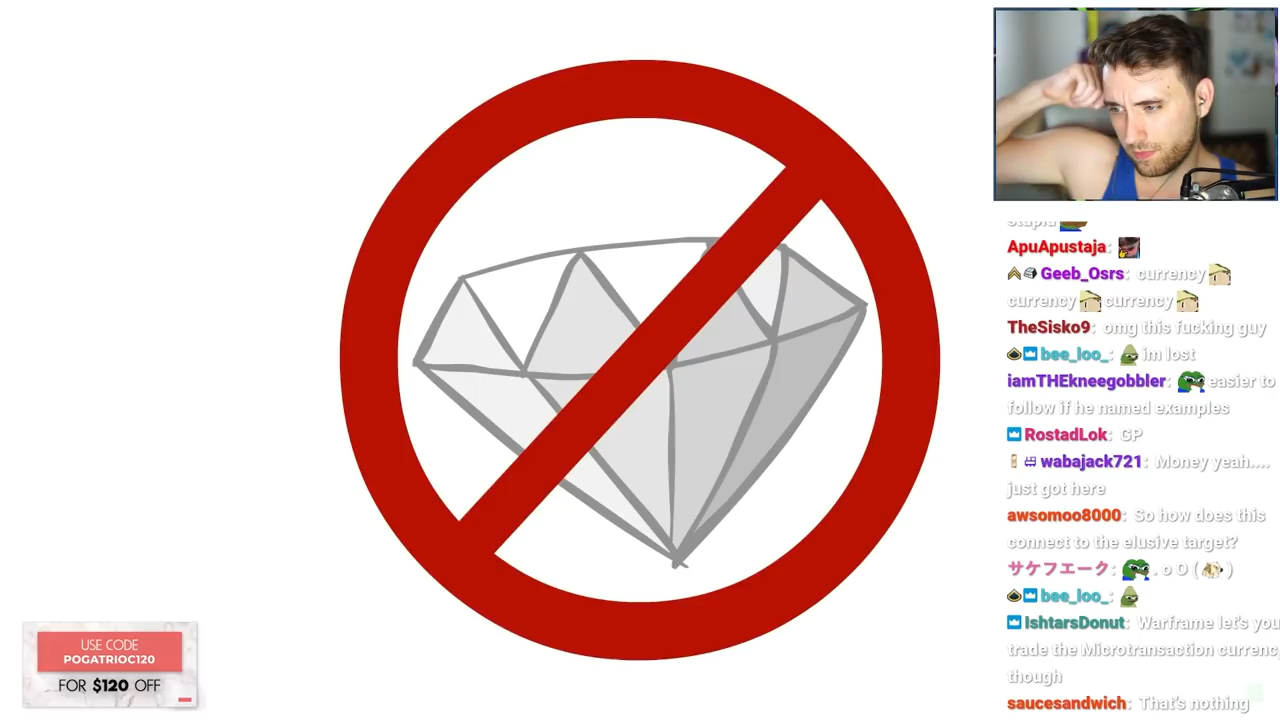 stupid
ApuApustaja:
Geeb_Osrs: currency
currency currency
TheSisko9: omg this fucking guy
bee_loo_: im lost
iamTHEkneegobbler: easier to
follow if he named examples
RostadLok: GP
wabajack721: Money yeah....
just got here
awsomoo8000: So how does this
connect to the elusive target?
サケフエーク: . o O ( )
bee_loo_:
IshtarsDonut: Warframe let's you
trade the Microtransaction currency
though
saucesandwich: That's nothing
USE CODE
POGATRIOC120
FOR $120 OFF